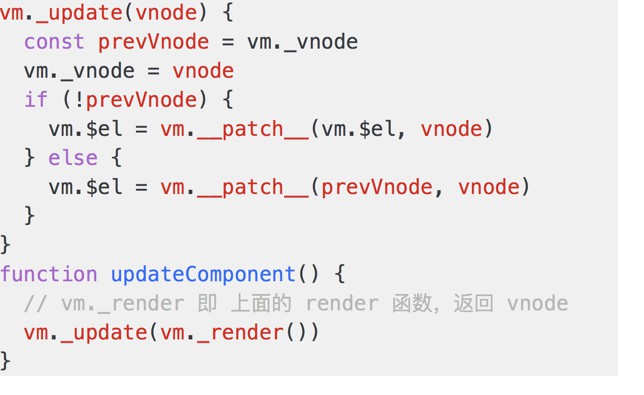 vm._update(vnode) {
  const prevVnode = vm._vnode
  vm._vnode = vnode
  if (!prevVnode) {
    vm.$el = vm.__patch__(vm.$el, vnode)
  } else {
    vm.$el = vm.__patch__(prevVnode, vnode)
  }
}
function updateComponent() {
  // vm._render 即 上面的 render 函数，返回 vnode
  vm._update(vm._render())
}